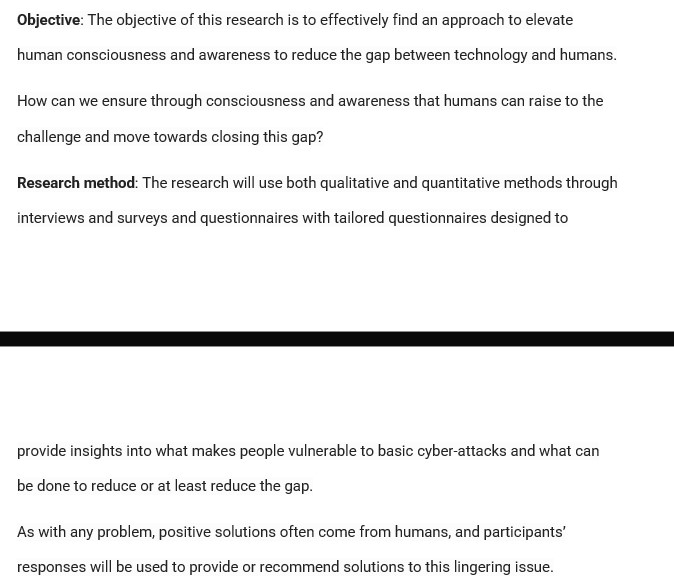 Objective: The objective of this research is to effectively find an approach to elevate
human consciousness and awareness to reduce the gap between technology and humans.
How can we ensure through consciousness and awareness that humans can raise to the
challenge and move towards closing this gap?
Research method: The research will use both qualitative and quantitative methods through
interviews and surveys and questionnaires with tailored questionnaires designed to
provide insights into what makes people vulnerable to basic cyber-attacks and what can
be done to reduce or at least reduce the gap.
As with any problem, positive solutions often come from humans, and participants’
responses will be used to provide or recommend solutions to this lingering issue.